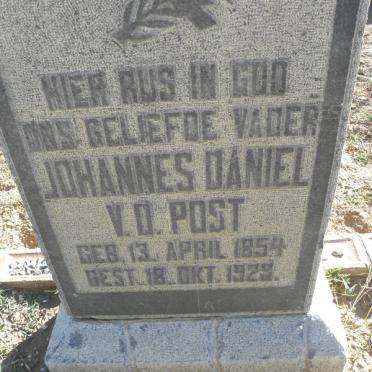 HIER RUS IN GOD
ONS GELIEFDE VADER
JOHANNES DANIEL
V.D. POST
GEB. 13. APRIL 1854
GEST. 18. OKT. 1929.